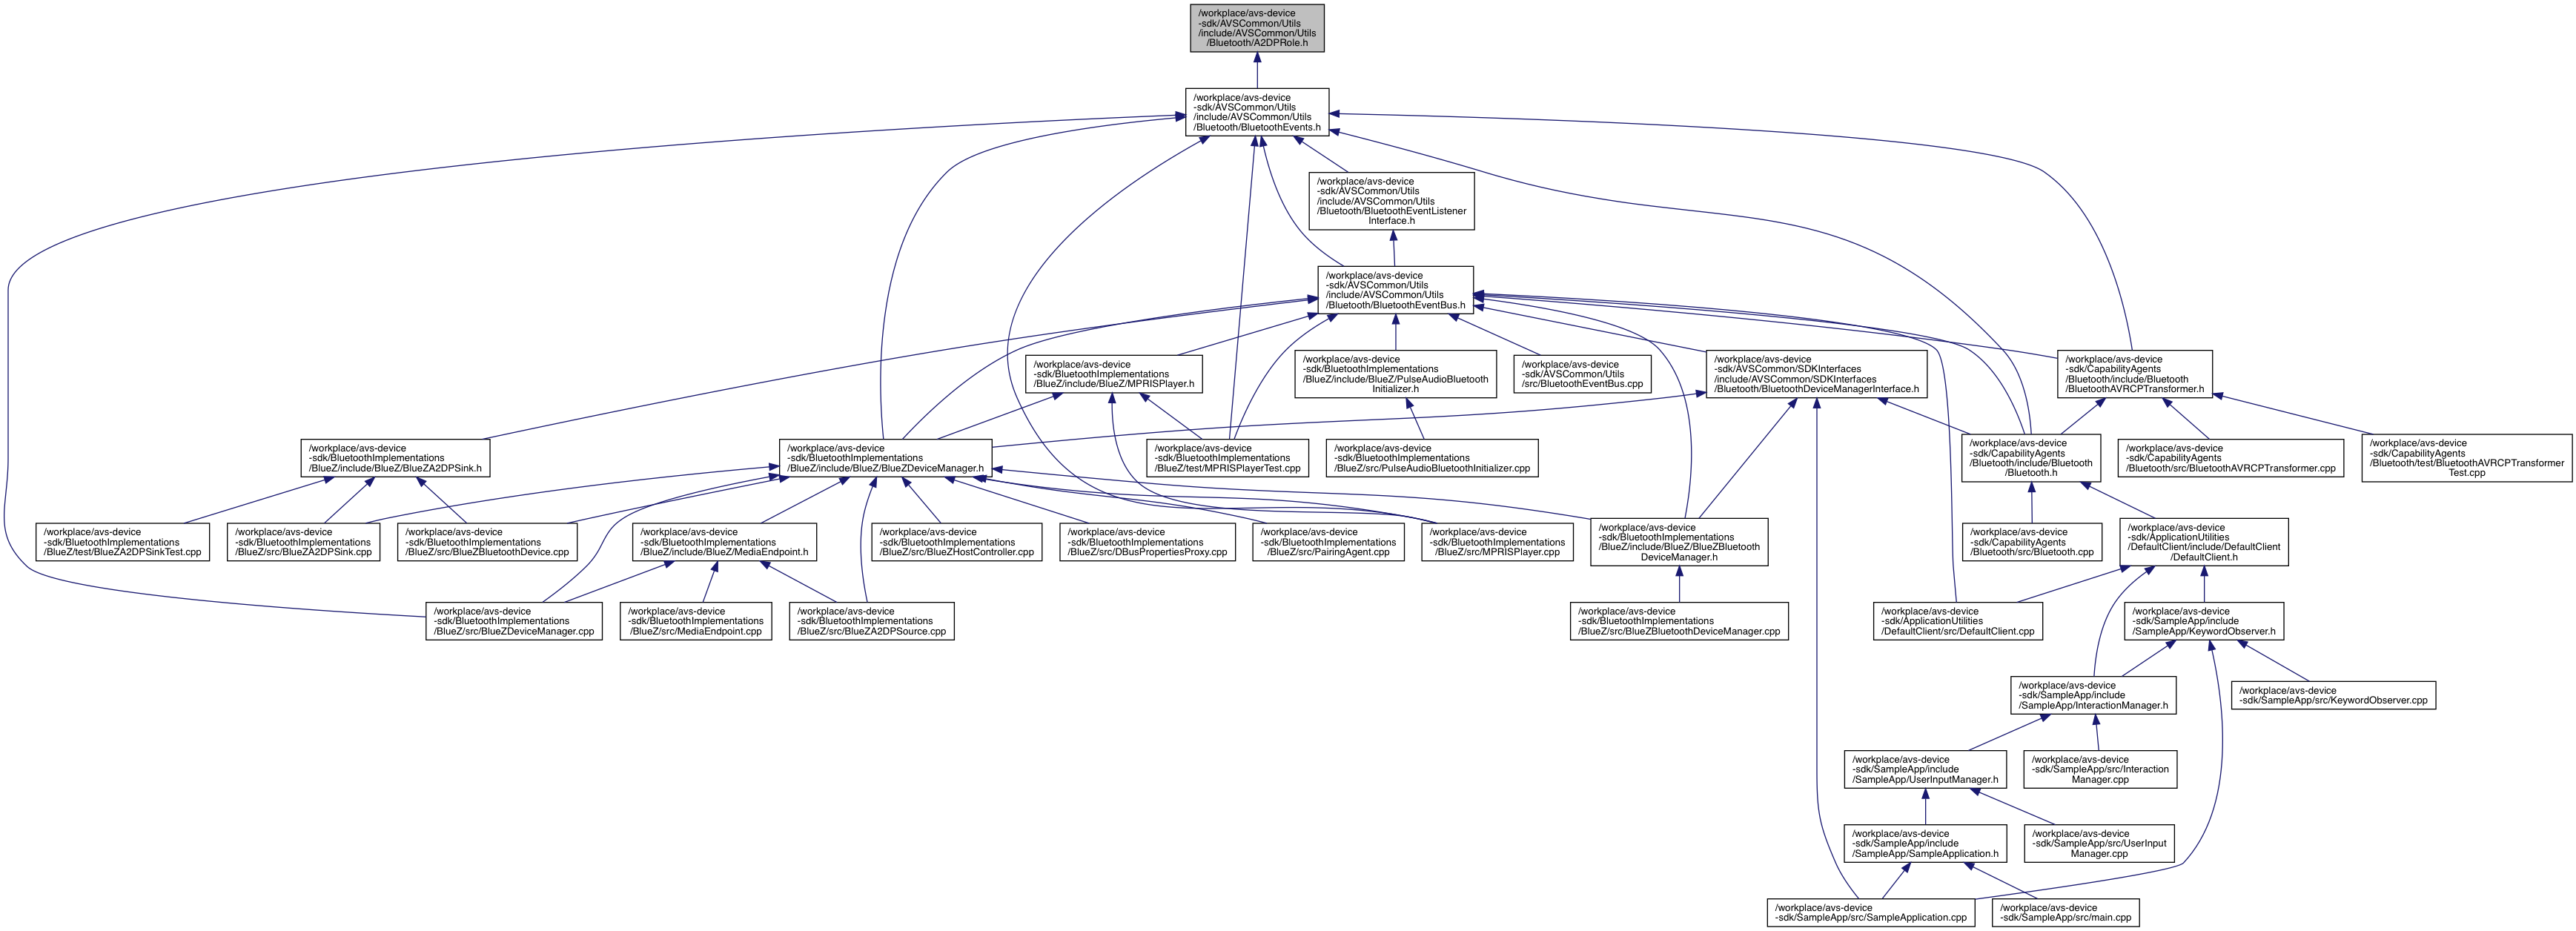 /workplace/avs-device
-sdk/AVSCommon/Utils
/include/AVSCommon/Utils
/Bluetooth/A2DPRole.h
/workplace/avs-device
-sdk/AVSCommon/Utils
/include/AVSCommon/Utils
/Bluetooth/BluetoothEvents.h
/workplace/avs-device
-sdk/AVSCommon/Utils
/include/AVSCommon/Utils
/Bluetooth/BluetoothEventListener
Interface.h
/workplace/avs-device
-sdk/AVSCommon/Utils
/include/AVSCommon/Utils
/Bluetooth/BluetoothEventBus.h
/workplace/avs-device
-sdk/BluetoothImplementations
/BlueZ/include/BlueZ/MPRISPlayer.h
/workplace/avs-device
-sdk/BluetoothImplementations
/BlueZ/include/BlueZ/PulseAudioBluetooth
Initializer.h
/workplace/avs-device
-sdk/AVSCommon/Utils
/src/BluetoothEventBus.cpp
/workplace/avs-device
-sdk/AVSCommon/SDKInterfaces
/include/AVSCommon/SDKInterfaces
/Bluetooth/BluetoothDeviceManagerInterface.h
/workplace/avs-device
-sdk/CapabilityAgents
/Bluetooth/include/Bluetooth
/BluetoothAVRCPTransformer.h
/workplace/avs-device
-sdk/BluetoothImplementations
/BlueZ/include/BlueZ/BlueZA2DPSink.h
/workplace/avs-device
-sdk/BluetoothImplementations
/BlueZ/include/BlueZ/BlueZDeviceManager.h
/workplace/avs-device
-sdk/BluetoothImplementations
/BlueZ/test/MPRISPlayerTest.cpp
/workplace/avs-device
-sdk/BluetoothImplementations
/BlueZ/src/PulseAudioBluetoothInitializer.cpp
/workplace/avs-device
-sdk/CapabilityAgents
/Bluetooth/include/Bluetooth
/Bluetooth.h
/workplace/avs-device
-sdk/CapabilityAgents
/Bluetooth/src/BluetoothAVRCPTransformer.cpp
/workplace/avs-device
-sdk/CapabilityAgents
/Bluetooth/test/BluetoothAVRCPTransformer
Test.cpp
/workplace/avs-device
-sdk/BluetoothImplementations
/BlueZ/test/BlueZA2DPSinkTest.cpp
/workplace/avs-device
-sdk/BluetoothImplementations
/BlueZ/src/BlueZA2DPSink.cpp
/workplace/avs-device
-sdk/BluetoothImplementations
/BlueZ/src/BlueZBluetoothDevice.cpp
/workplace/avs-device
-sdk/BluetoothImplementations
/BlueZ/include/BlueZ/MediaEndpoint.h
/workplace/avs-device
-sdk/BluetoothImplementations
/BlueZ/src/BlueZHostController.cpp
/workplace/avs-device
-sdk/BluetoothImplementations
/BlueZ/src/DBusPropertiesProxy.cpp
/workplace/avs-device
-sdk/BluetoothImplementations
/BlueZ/src/PairingAgent.cpp
/workplace/avs-device
-sdk/BluetoothImplementations
/BlueZ/src/MPRISPlayer.cpp
/workplace/avs-device
-sdk/BluetoothImplementations
/BlueZ/include/BlueZ/BlueZBluetooth
DeviceManager.h
/workplace/avs-device
-sdk/CapabilityAgents
/Bluetooth/src/Bluetooth.cpp
/workplace/avs-device
-sdk/ApplicationUtilities
/DefaultClient/include/DefaultClient
/DefaultClient.h
/workplace/avs-device
-sdk/BluetoothImplementations
/BlueZ/src/BlueZDeviceManager.cpp
/workplace/avs-device
-sdk/BluetoothImplementations
/BlueZ/src/MediaEndpoint.cpp
/workplace/avs-device
-sdk/BluetoothImplementations
/BlueZ/src/BlueZA2DPSource.cpp
/workplace/avs-device
-sdk/BluetoothImplementations
/BlueZ/src/BlueZBluetoothDeviceManager.cpp
/workplace/avs-device
-sdk/ApplicationUtilities
/DefaultClient/src/DefaultClient.cpp
/workplace/avs-device
-sdk/SampleApp/include
/SampleApp/KeywordObserver.h
/workplace/avs-device
-sdk/SampleApp/include
/SampleApp/InteractionManager.h
/workplace/avs-device
-sdk/SampleApp/src/KeywordObserver.cpp
/workplace/avs-device
-sdk/SampleApp/include
/SampleApp/UserInputManager.h
/workplace/avs-device
-sdk/SampleApp/src/Interaction
Manager.cpp
/workplace/avs-device
-sdk/SampleApp/include
/SampleApp/SampleApplication.h
/workplace/avs-device
-sdk/SampleApp/src/UserInput
Manager.cpp
/workplace/avs-device
-sdk/SampleApp/src/SampleApplication.cpp
/workplace/avs-device
-sdk/SampleApp/src/main.cpp